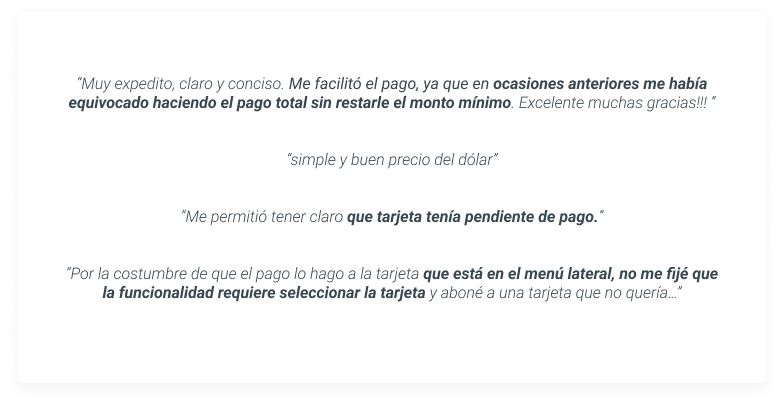 “Muy expedito, claro y conciso. Me facilitó el pago, ya que en ocasiones anteriores me había
equivocado haciendo el pago total sin restarle el monto mínimo. Excelente muchas gracias!!! “
“simple y buen precio del dólar”
“Me permitió tener claro que tarjeta tenía pendiente de pago.”
“Por la costumbre de que el pago lo hago a la tarjeta que está en el menú lateral, no me fijé que
la funcionalidad requiere seleccionar la tarjeta y aboné a una tarjeta que no quería...”